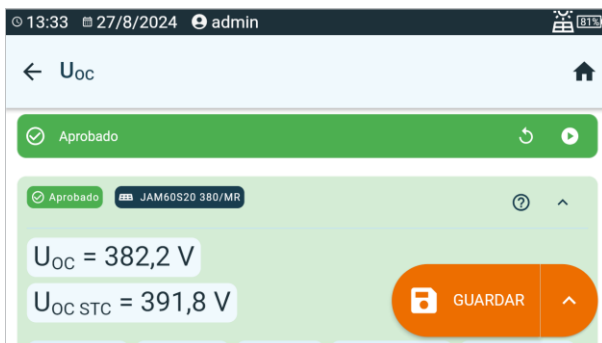 13:33 27/8/2024 admin 81%
Uoc
Aprobado
Aprobado JAM60S20 380/MR
Uoc = 382,2 V
Uoc STC = 391,8 V
GUARDAR